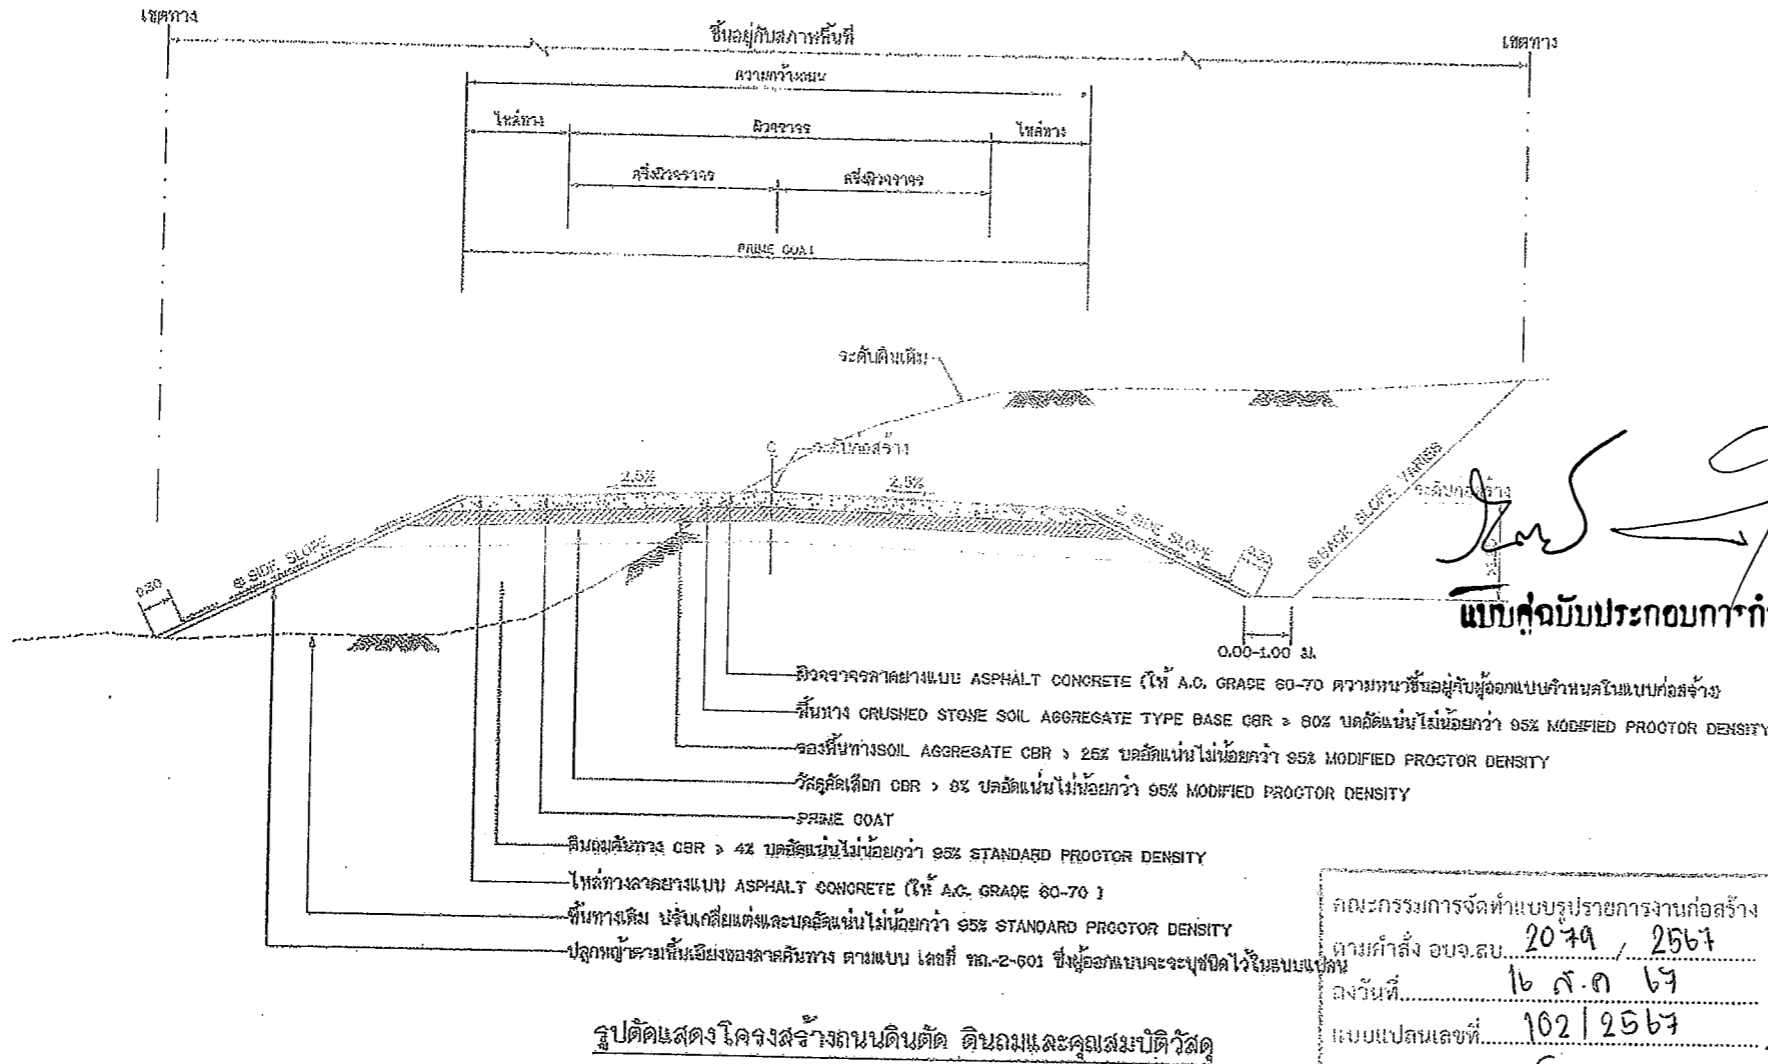 เขตทาง
ขึ้นอยู่กับสภาพพื้นที่
เขตทาง
ความกว้างถนน
ไหล่ทาง
ผิวจราจร
ไหล่ทาง
ครึ่งผิวจราจร
ครึ่งผิวจราจร
PRIME COAT
ระดับดินเดิม
ระดับก่อสร้าง
2.5%
2.5%
SIDE SLOPE
0.50
SIDE SLOPE
0.50
BACK SLOPE VARIES
ระดับก่อสร้าง
0.00-1.00 ม.
แบบคู่ฉบับประกอบการกำ
ผิวจราจรลาดยางแบบ ASPHALT CONCRETE (ใช้ A.C. GRADE 60-70 ความหนาขึ้นอยู่กับผู้ออกแบบกำหนดในแบบก่อสร้าง)
พื้นทาง CRUSHED STONE SOIL AGGREGATE TYPE BASE CBR > 80% บดอัดแน่นไม่น้อยกว่า 95% MODIFIED PROCTOR DENSITY
รองพื้นทางSOIL AGGREGATE CBR > 25% บดอัดแน่นไม่น้อยกว่า 95% MODIFIED PROCTOR DENSITY
วัสดุคัดเลือก CBR > 8% บดอัดแน่นไม่น้อยกว่า 95% MODIFIED PROCTOR DENSITY
PRIME COAT
ดินถมคันทาง CBR > 4% บดอัดแน่นไม่น้อยกว่า 95% STANDARD PROCTOR DENSITY
ไหล่ทางลาดยางแบบ ASPHALT CONCRETE (ใช้ A.C. GRADE 60-70 )
พื้นทางเดิม ปรับเกลี่ยแต่งและบดอัดแน่นไม่น้อยกว่า 95% STANDARD PROCTOR DENSITY
ปลูกหญ้าตามพื้นเอียงของลาดคันทาง ตามแบบ เลขที่ ทถ.-2-601 ซึ่งผู้ออกแบบจะระบุชนิดไว้ในแบบแปลน
คณะกรรมการจัดทำแบบรูปรายการงานก่อสร้าง
ตามคำสั่ง อบจ.สบ. 2079 / 2567
ลงวันที่ 16 ส.ค 67
แบบแปลนเลขที่ 102/2567
รูปตัดแสดงโครงสร้างถนนดินตัด ดินถมและคุณสมบัติวัสดุ